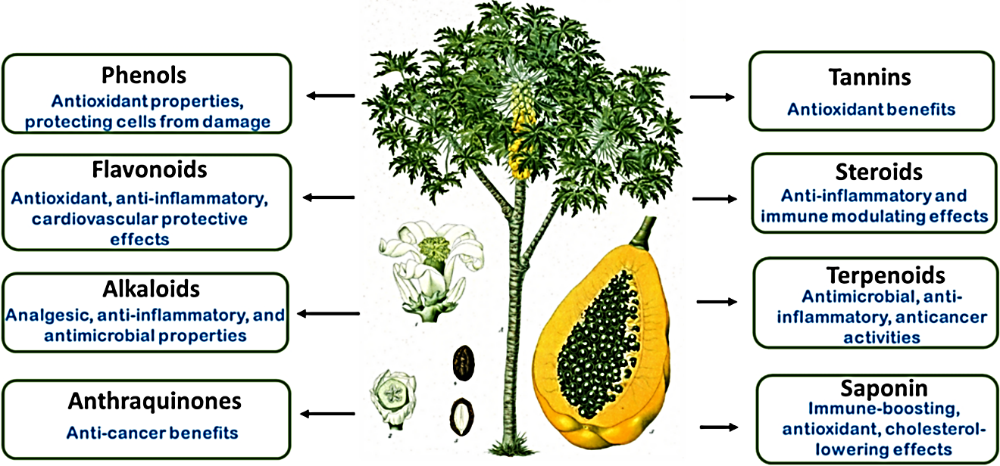 Phenols
Antioxidant properties,
protecting cells from damage
Flavonoids
Antioxidant, anti-inflammatory,
cardiovascular protective
effects
Alkaloids
Analgesic, anti-inflammatory, and
antimicrobial properties
Anthraquinones
Anti-cancer benefits
Tannins
Antioxidant benefits
Steroids
Anti-inflammatory and
immune modulating effects
Terpenoids
Antimicrobial, anti-
inflammatory, anticancer
activities
Saponin
Immune-boosting,
antioxidant, cholesterol-
lowering effects